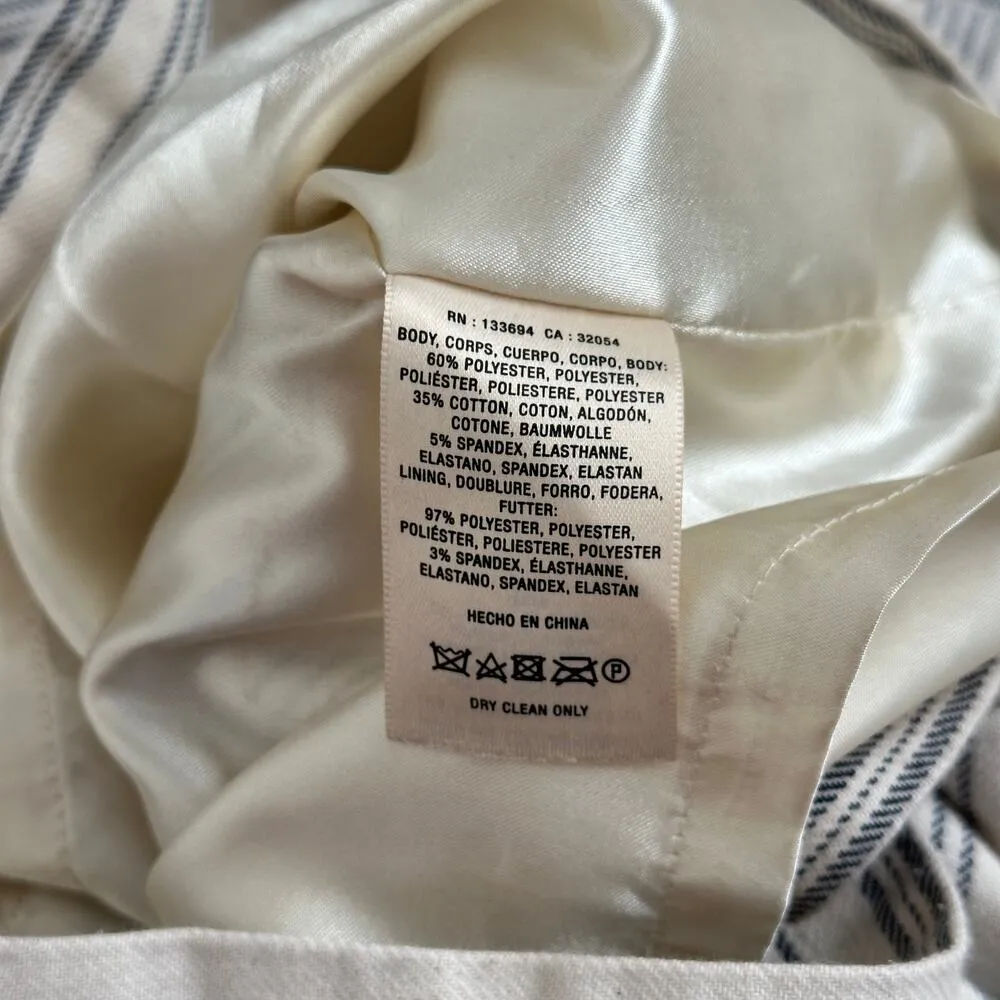 RN : 133694 CA : 32054
BODY, CORPS, CUERPO, CORPO, BODY:
60% POLYESTER, POLYESTER,
POLIÉSTER, POLIESTERE, POLYESTER
35% COTTON, COTON, ALGODÓN,
COTONE, BAUMWOLLE
5% SPANDEX, ÉLASTHANNE,
ELASTANO, SPANDEX, ELASTAN
LINING, DOUBLURE, FORRO, FODERA,
FUTTER:
97% POLYESTER, POLYESTER,
POLIÉSTER, POLIESTERE, POLYESTER
3% SPANDEX, ÉLASTHANNE,
ELASTANO, SPANDEX, ELASTAN
HECHO EN CHINA
P
DRY CLEAN ONLY